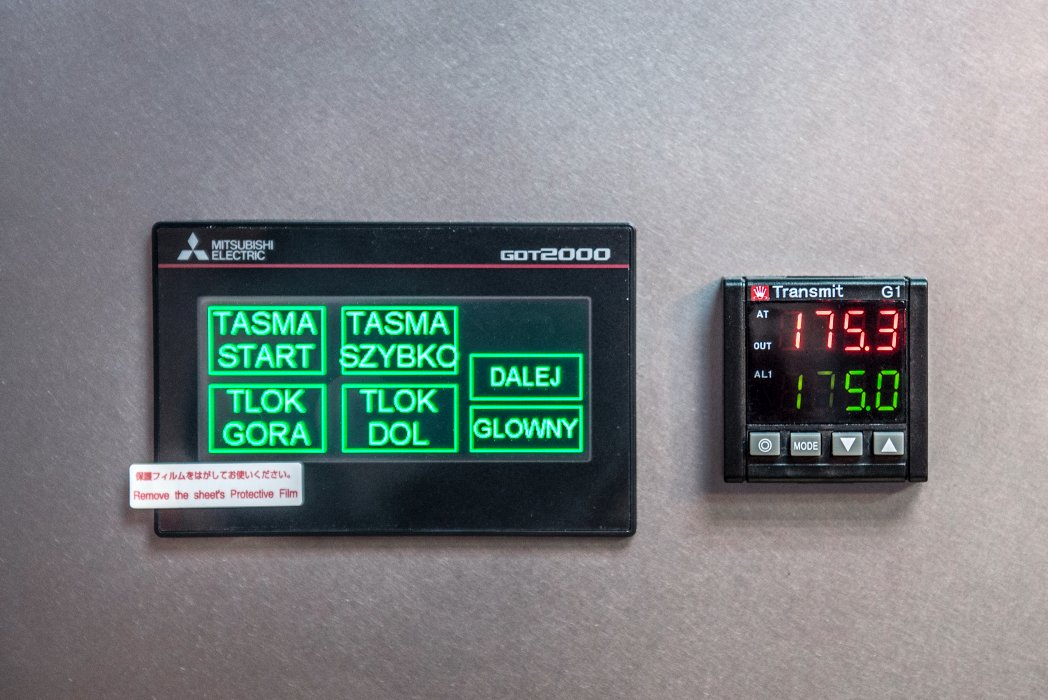 MITSUBISHI
ELECTRIC
GOT2000
TASMA
START
TASMA
SZYBKO
TLOK
GORA
TLOK
DOL
DALEJ
GLOWNY
保護フィルムをはがしてお使いください。
Remove the sheet's Protective Film
Transmit G1
AT
175.3
OUT
AL1
175.0
MODE